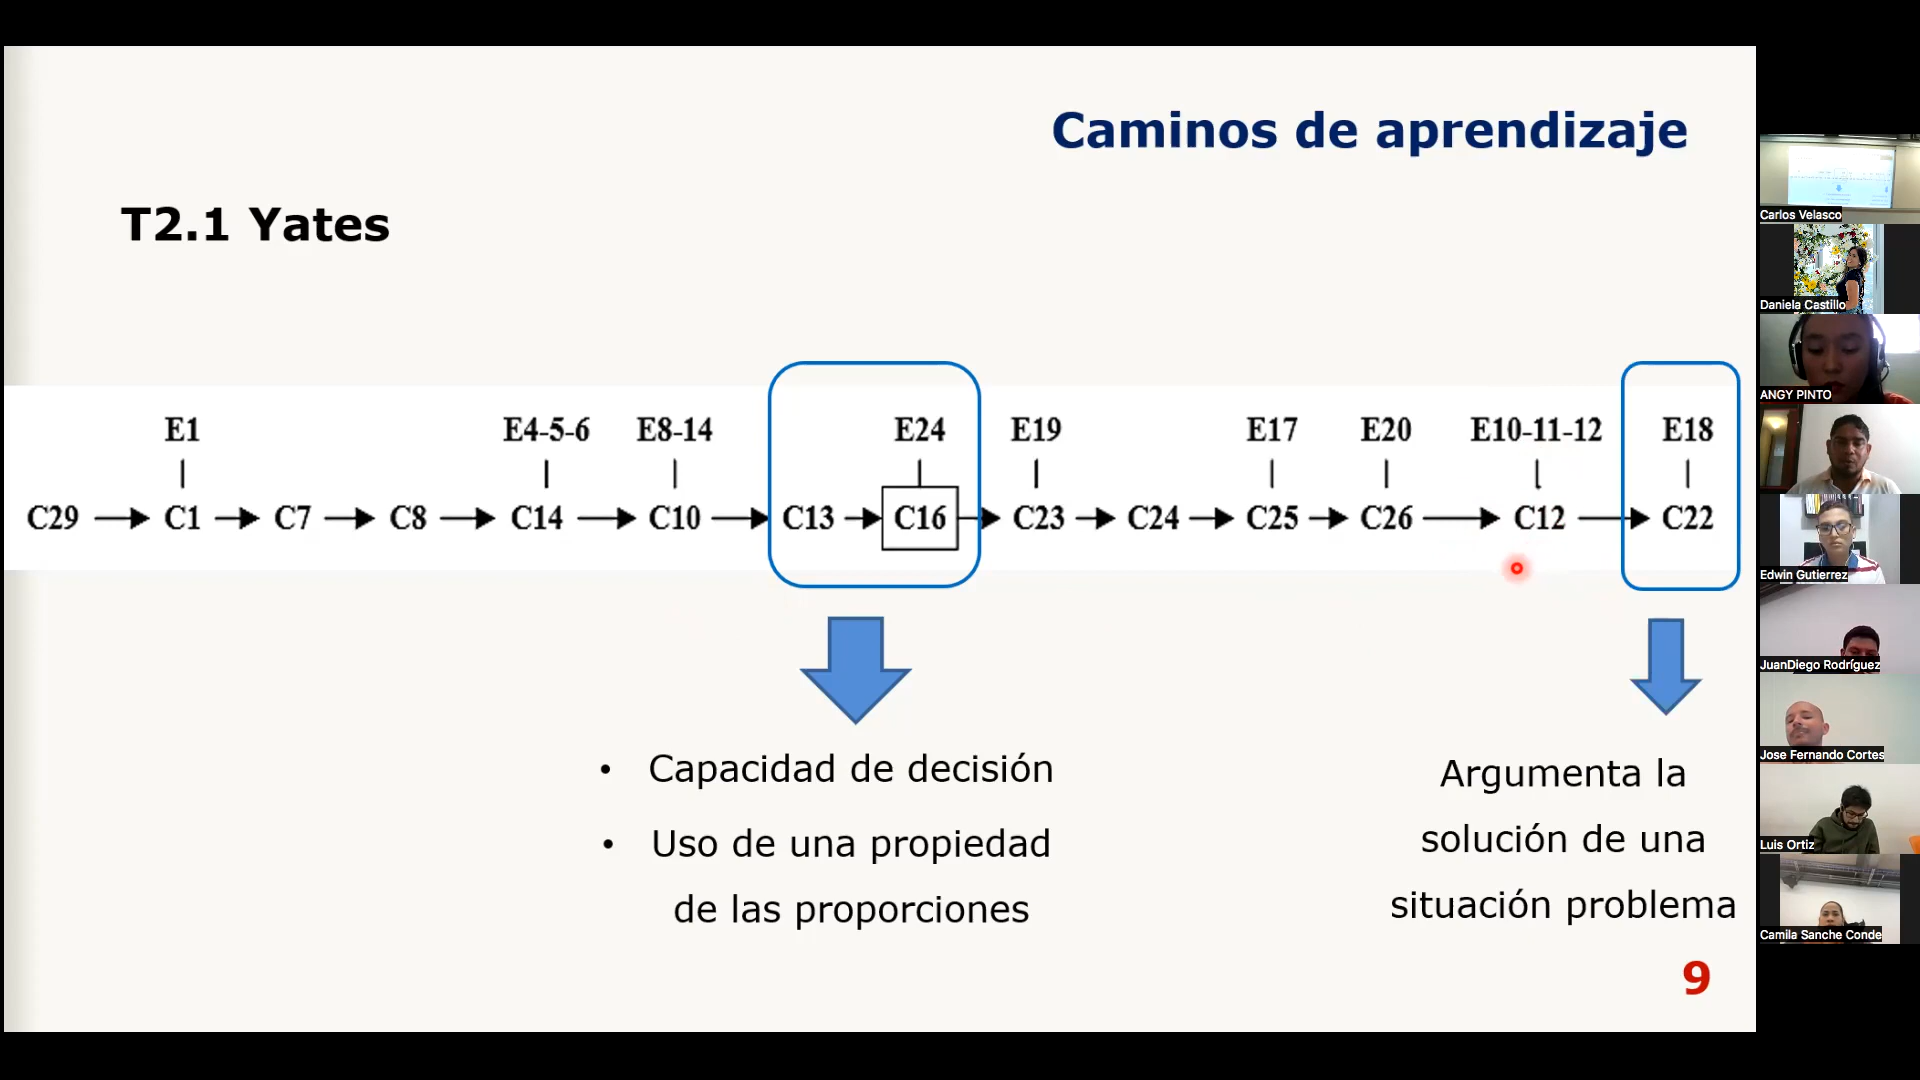 Caminos de aprendizaje
T2.1 Yates
E1 E4-5-6 E8-14 E24 E19 E17 E20 E10-11-12 E18
C29 C1 C7 C8 C14 C10 C13 C16 C23 C24 C25 C26 C12 C22
• Capacidad de decisión
• Uso de una propiedad
de las proporciones
Argumenta la
solución de una
situación problema
9
Carlos Velasco
Daniela Castillo
ANGY PINTO
Edwin Gutierrez
JuanDiego Rodríguez
Jose Fernando Cortes
Luis Ortiz
Camila Sanche Conde